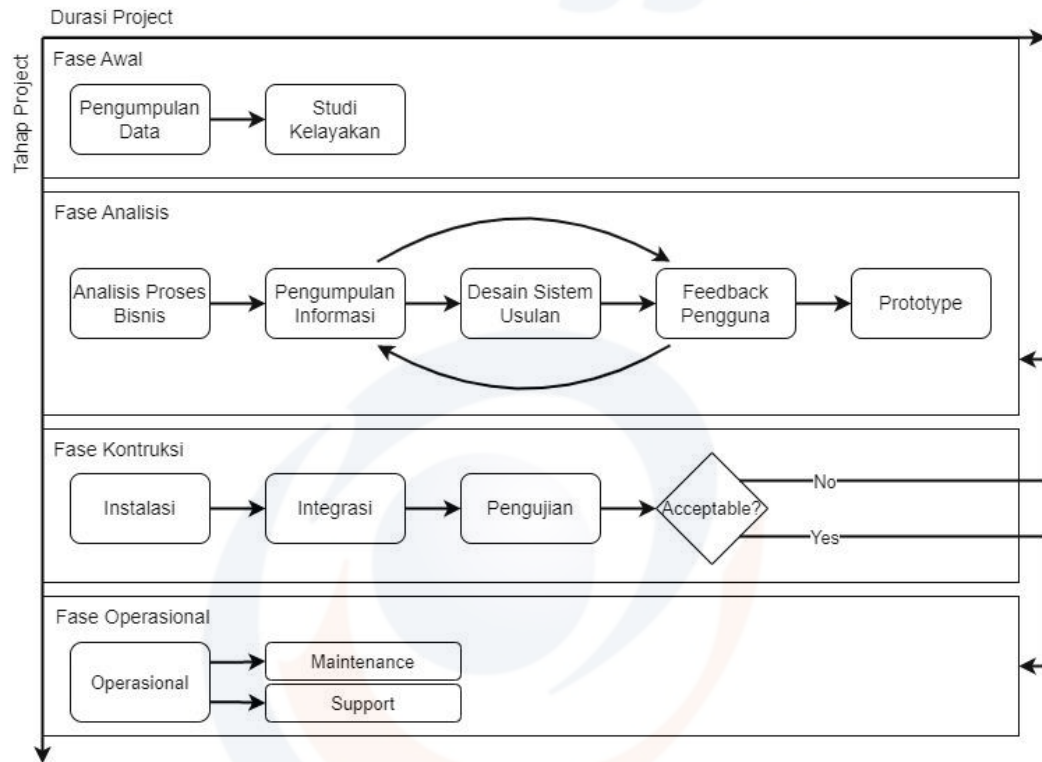 Durasi Project
Tahap Project
Fase Awal
Pengumpulan
Data
Studi
Kelayakan
Fase Analisis
Analisis Proses
Bisnis
Pengumpulan
Informasi
Desain Sistem
Usulan
Feedback
Pengguna
Prototype
Fase Kontruksi
Instalasi
Integrasi
Pengujian
Acceptable?
No
Yes
Fase Operasional
Operasional
Maintenance
Support